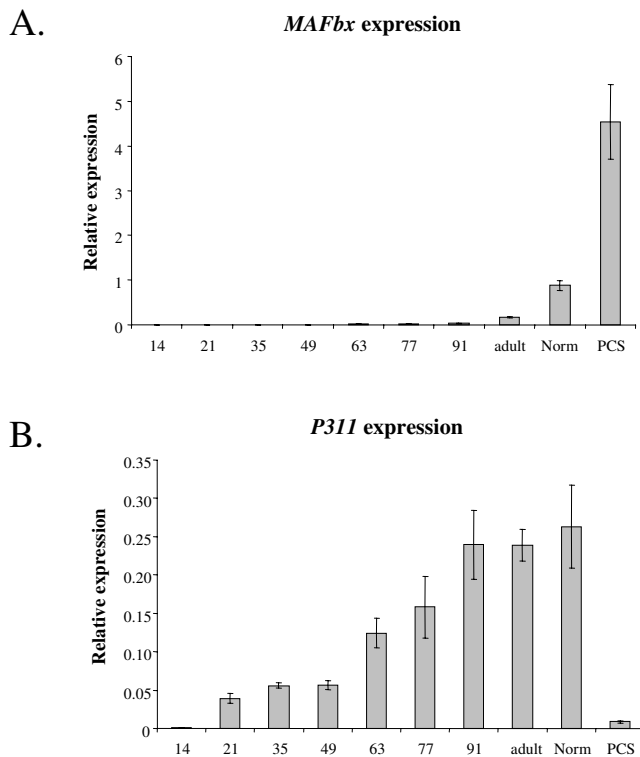 A.
MAFbx expression
Relative expression
6
5
4
3
2
1
0
14 21 35 49 63 77 91 adult Norm PCS
B.
P311 expression
Relative expression
0.35
0.30
0.25
0.20
0.15
0.10
0.05
0
14 21 35 49 63 77 91 adult Norm PCS